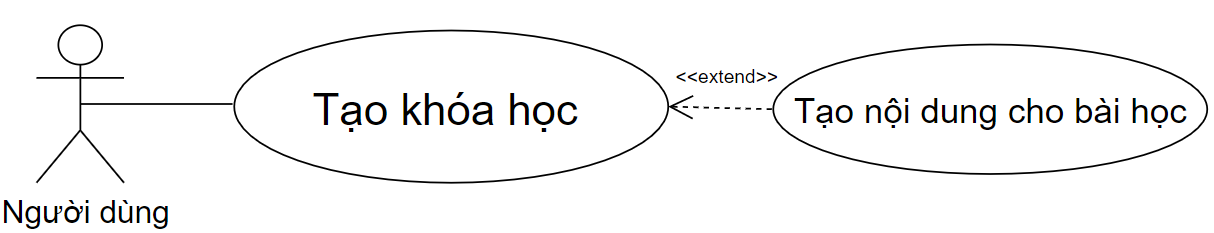 <<extend>>
Tạo khóa học
Tạo nội dung cho bài học
Người dùng